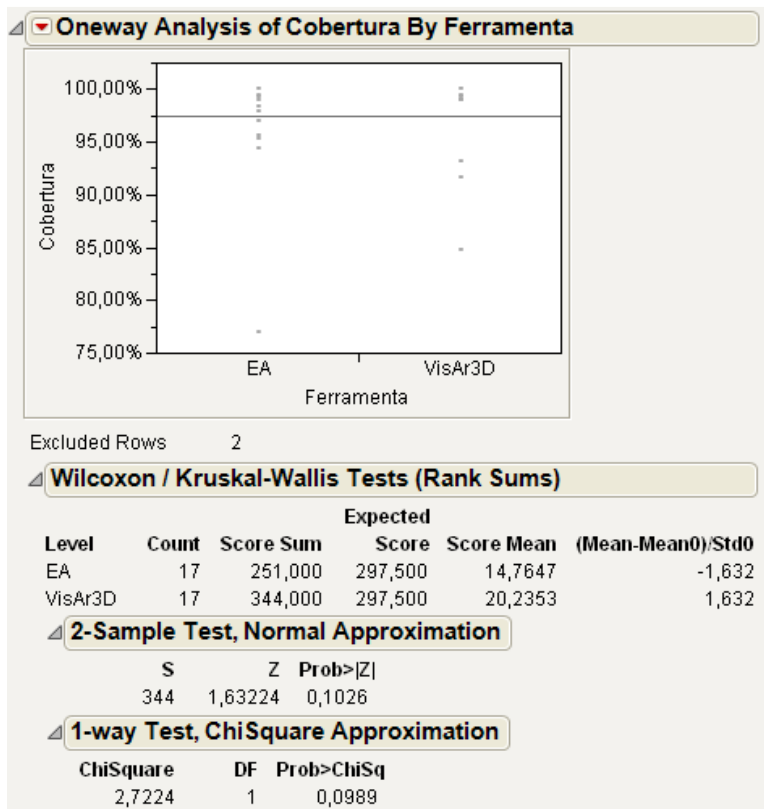 Oneway Analysis of Cobertura By Ferramenta
100,00%
95,00%
90,00%
85,00%
80,00%
75,00%
Cobertura
EA VisAr3D
Ferramenta
Excluded Rows 2
Wilcoxon / Kruskal-Wallis Tests (Rank Sums)
Expected
Level Count Score Sum Score Score Mean (Mean-Mean0)/Std0
EA 17 251,000 297,500 14,7647 -1,632
VisAr3D 17 344,000 297,500 20,2353 1,632
2-Sample Test, Normal Approximation
S Z Prob>|Z|
344 1,63224 0,1026
1-way Test, ChiSquare Approximation
ChiSquare DF Prob>ChiSq
2,7224 1 0,0989